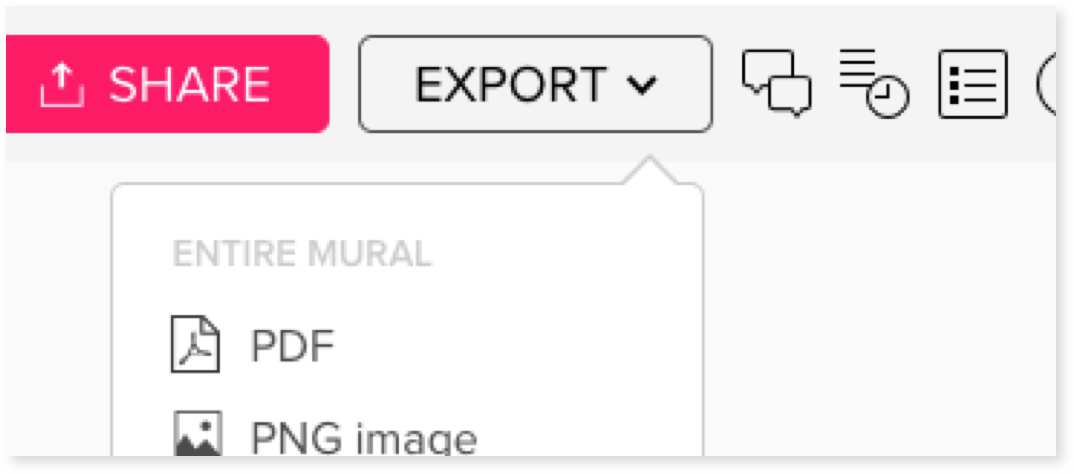 SHARE
EXPORT
ENTIRE MURAL
PDF
PNG image